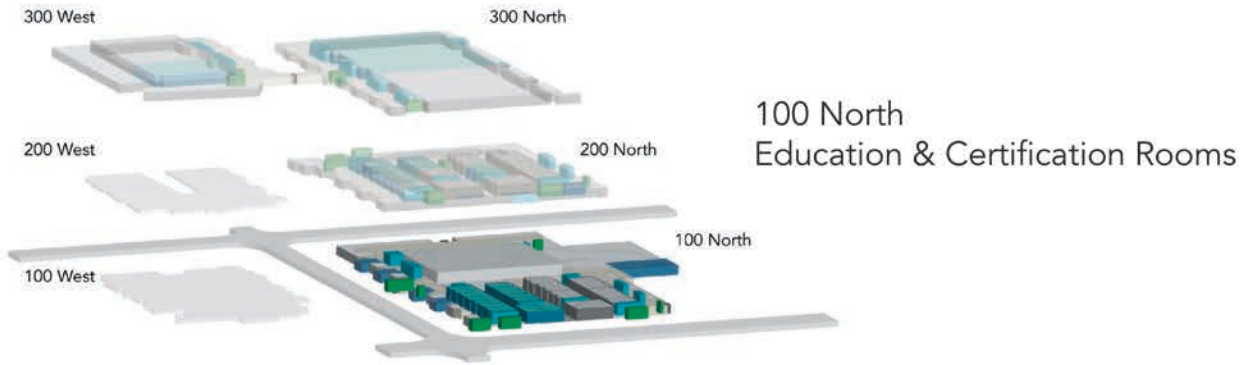 300 West
300 North
100 North
Education & Certification Rooms
200 West
200 North
100 North
100 West